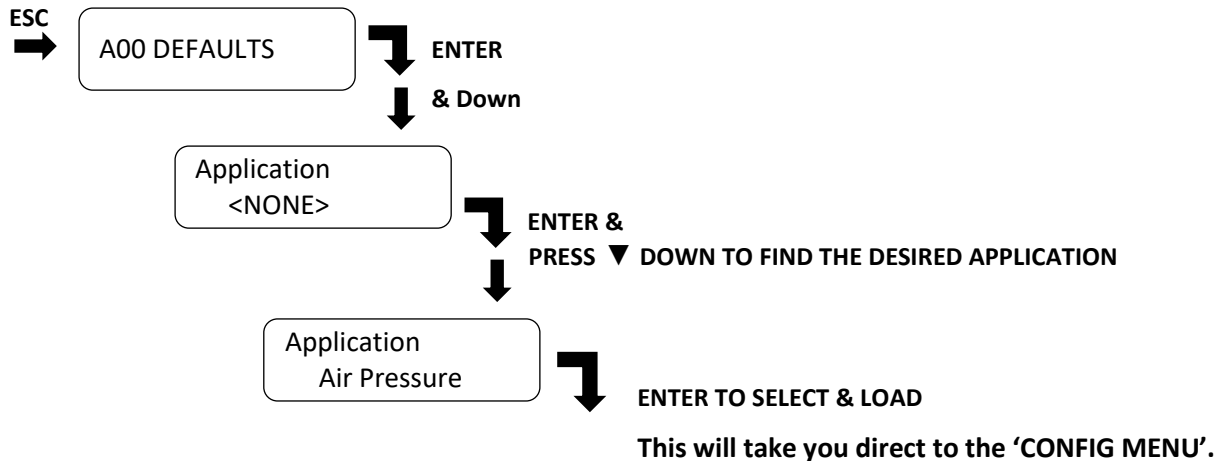 ESC
A00 DEFAULTS
ENTER
& Down
Application
<NONE>
ENTER &
PRESS ▼ DOWN TO FIND THE DESIRED APPLICATION
Application
Air Pressure
ENTER TO SELECT & LOAD
This will take you direct to the ‘CONFIG MENU’.